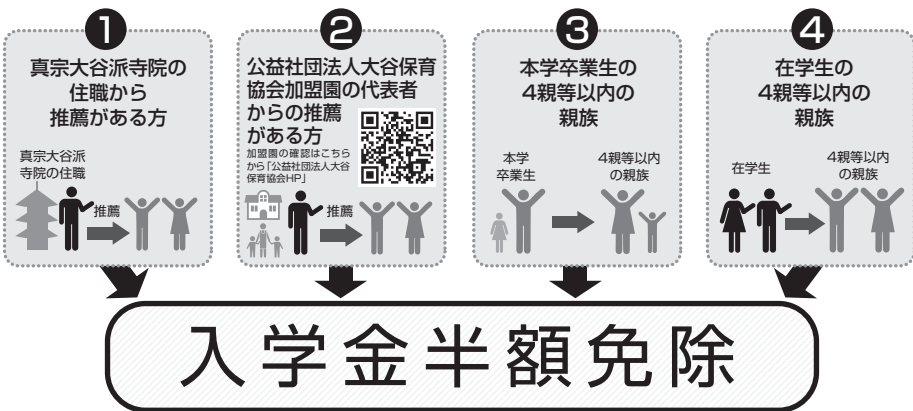 1
真宗大谷派寺院の
住職から
推薦がある方
真宗大谷派
寺院の住職
推薦
2
公益社団法人大谷保育
協会加盟園の代表者
からの推薦
がある方
加盟園の確認はこちら
から「公益社団法人大谷
保育協会HP」
推薦
3
本学卒業生の
4親等以内の
親族
本学
卒業生
4親等以内
の親族
4
在学生の
4親等以内の
親族
在学生
4親等以内
の親族
入学金半額免除